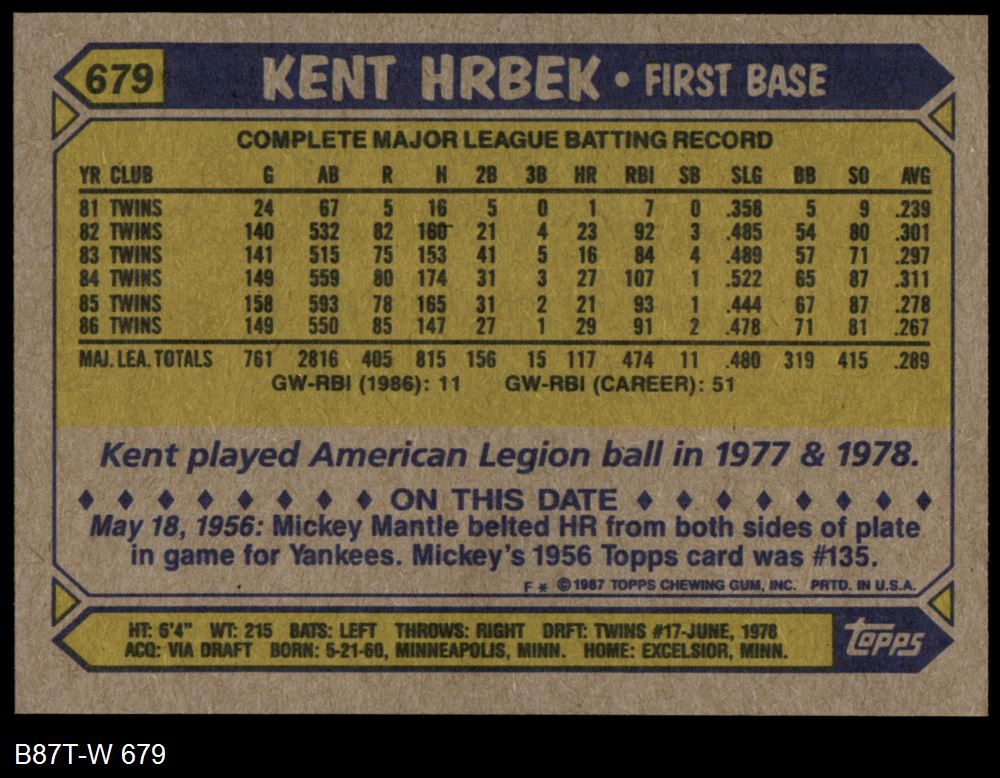 679 KENT HRBEK • FIRST BASE
COMPLETE MAJOR LEAGUE BATTING RECORD
YR CLUB G AB R H 2B 3B HR RBI SB SLG BB SO AVG
81 TWINS 24 67 5 16 5 0 1 7 0 .358 5 9 .239
82 TWINS 140 532 82 160 21 4 23 92 3 .485 54 80 .301
83 TWINS 141 515 75 153 41 5 16 84 4 .489 57 71 .297
84 TWINS 149 559 80 174 31 3 27 107 1 .522 65 87 .311
85 TWINS 158 593 78 165 31 2 21 93 1 .444 67 87 .278
86 TWINS 149 550 85 147 27 1 29 91 2 .478 71 81 .267
MAJ. LEA. TOTALS 761 2816 405 815 156 15 117 474 11 .480 319 415 .289
GW-RBI (1986): 11 GW-RBI (CAREER): 51
Kent played American Legion ball in 1977 & 1978.
♦ ♦ ♦ ♦ ♦ ♦ ♦ ♦ ON THIS DATE ♦ ♦ ♦ ♦ ♦ ♦ ♦ ♦
May 18, 1956: Mickey Mantle belted HR from both sides of plate
in game for Yankees. Mickey's 1956 Topps card was #135.
F * © 1987 TOPPS CHEWING GUM, INC. PRTD. IN U.S.A.
HT: 6'4" WT: 215 BATS: LEFT THROWS: RIGHT DRFT: TWINS #17-JUNE, 1978
ACQ: VIA DRAFT BORN: 5-21-60, MINNEAPOLIS, MINN. HOME: EXCELSIOR, MINN.
TOPPS
B87T-W 679